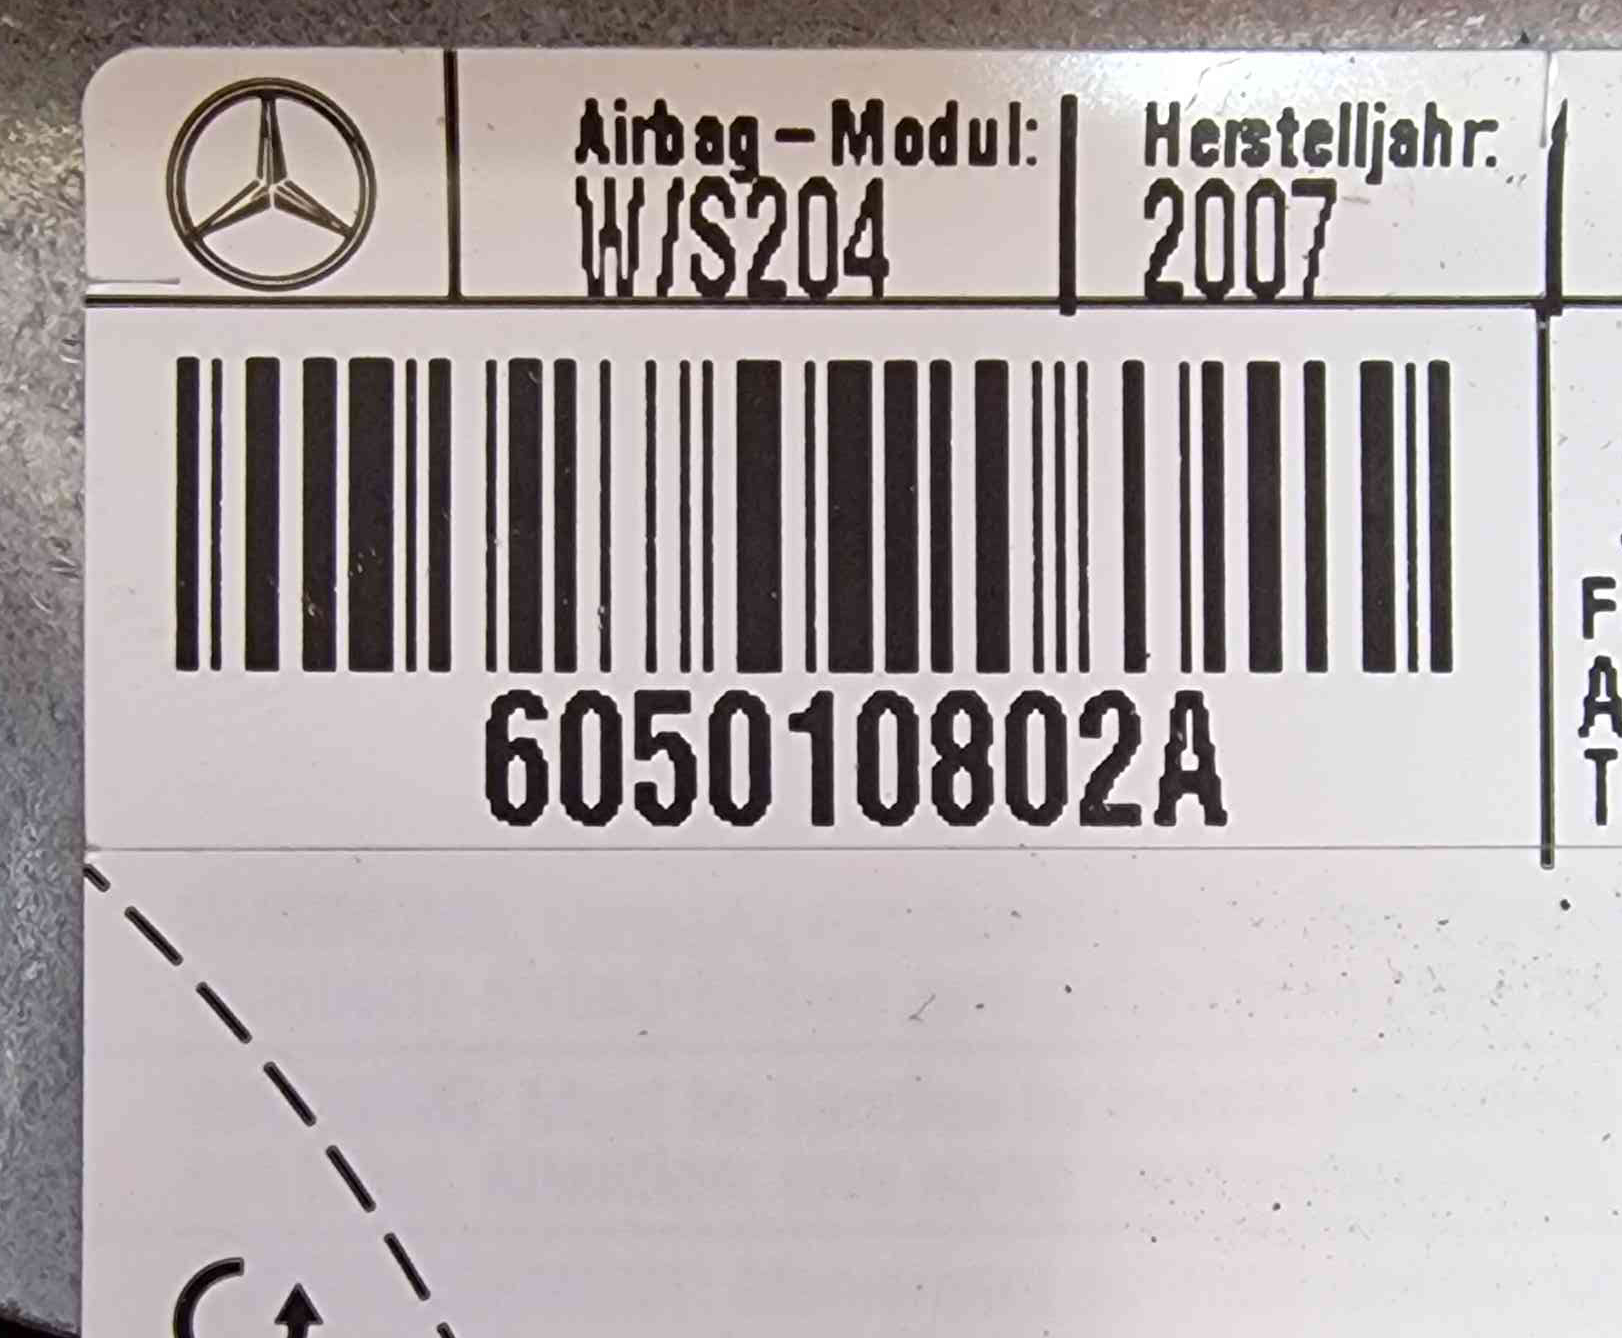 Airbag-Modul:
W/S204
Herstelljahr:
2007
605010802A
F
A
T